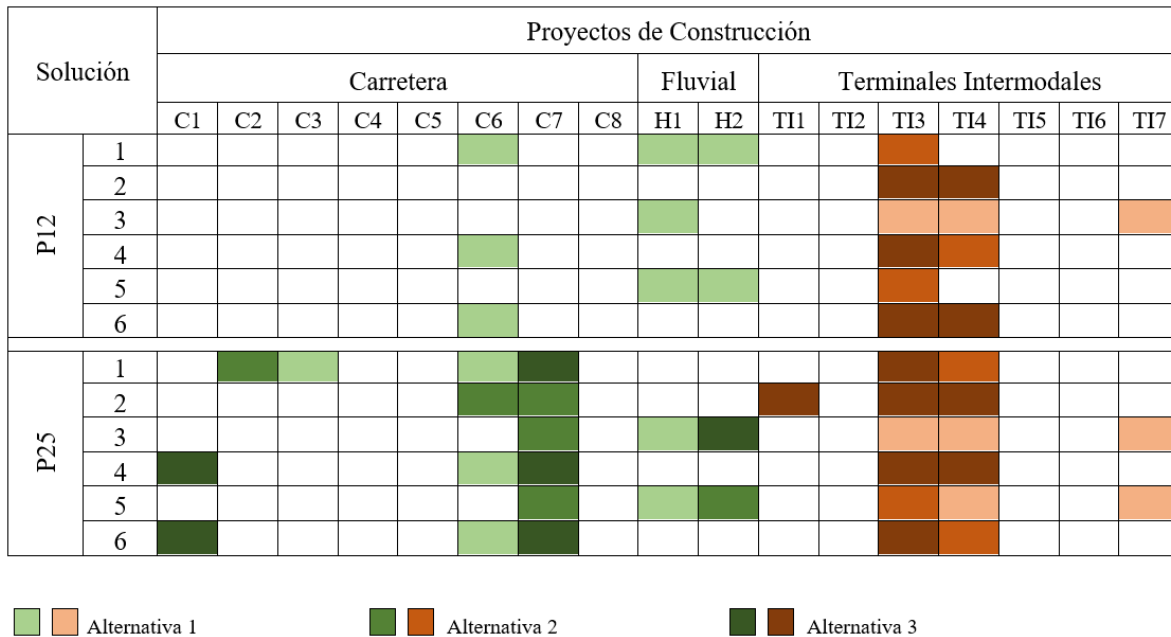 Solución
Proyectos de Construcción
Carretera Fluvial Terminales Intermodales
C1 C2 C3 C4 C5 C6 C7 C8 H1 H2 TI1 TI2 TI3 TI4 TI5 TI6 TI7
P12
1
2
3
4
5
6
P25
1
2
3
4
5
6
Alternativa 1 Alternativa 2 Alternativa 3